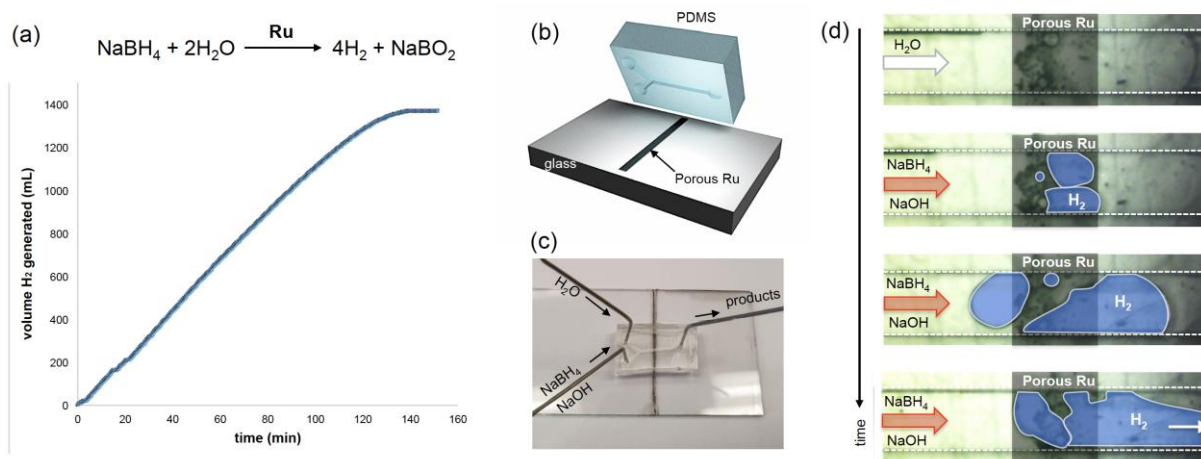 (a)
Ru
NaBH₄ + 2H₂O → 4H₂ + NaBO₂
volume H₂ generated (mL)
1400
1200
1000
800
600
400
200
0
0 20 40 60 80 100 120 140 160
time (min)
(b)
PDMS
glass
Porous Ru
(c)
H₂O
products
NaBH₄
NaOH
(d)
Porous Ru
H₂O
Porous Ru
NaBH₄
NaOH
H₂
Porous Ru
NaBH₄
NaOH
H₂
Porous Ru
NaBH₄
NaOH
H₂
time